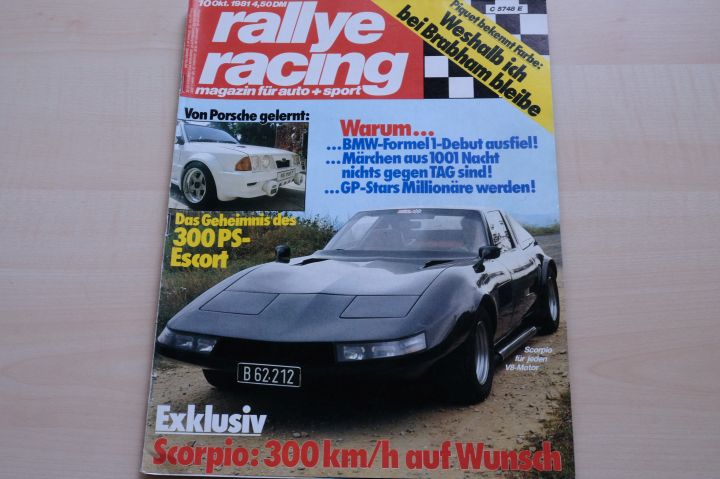 10 Okt. 1981 4,50 DM
C 5748 E
rallye
racing
magazin für auto + sport
Piquet bekennt Farbe:
Weshalb ich
bei Brabham bleibe
Von Porsche gelernt:
Warum...
...BMW-Formel 1-Debut ausfiel!
...Märchen aus 1001 Nacht
nichts gegen TAG sind!
...GP-Stars Millionäre werden!
Das Geheimnis des
300 PS-
Escort
B 62·212
Scorpio
für jeden
V8-Motor
Exklusiv
Scorpio: 300 km/h auf Wunsch